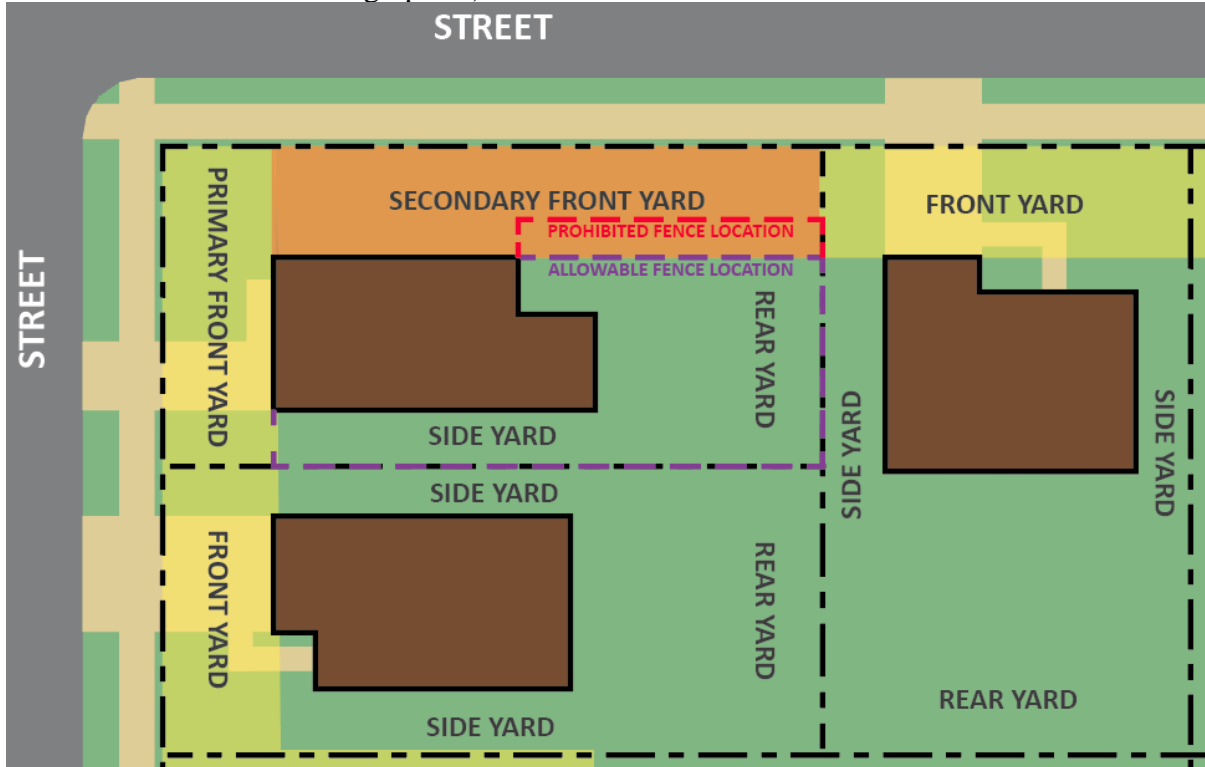 STREET
STREET
PRIMARY FRONT YARD
SECONDARY FRONT YARD
PROHIBITED FENCE LOCATION
ALLOWABLE FENCE LOCATION
REAR YARD
SIDE YARD
FRONT YARD
SIDE YARD
SIDE YARD
SIDE YARD
FRONT YARD
REAR YARD
SIDE YARD
REAR YARD